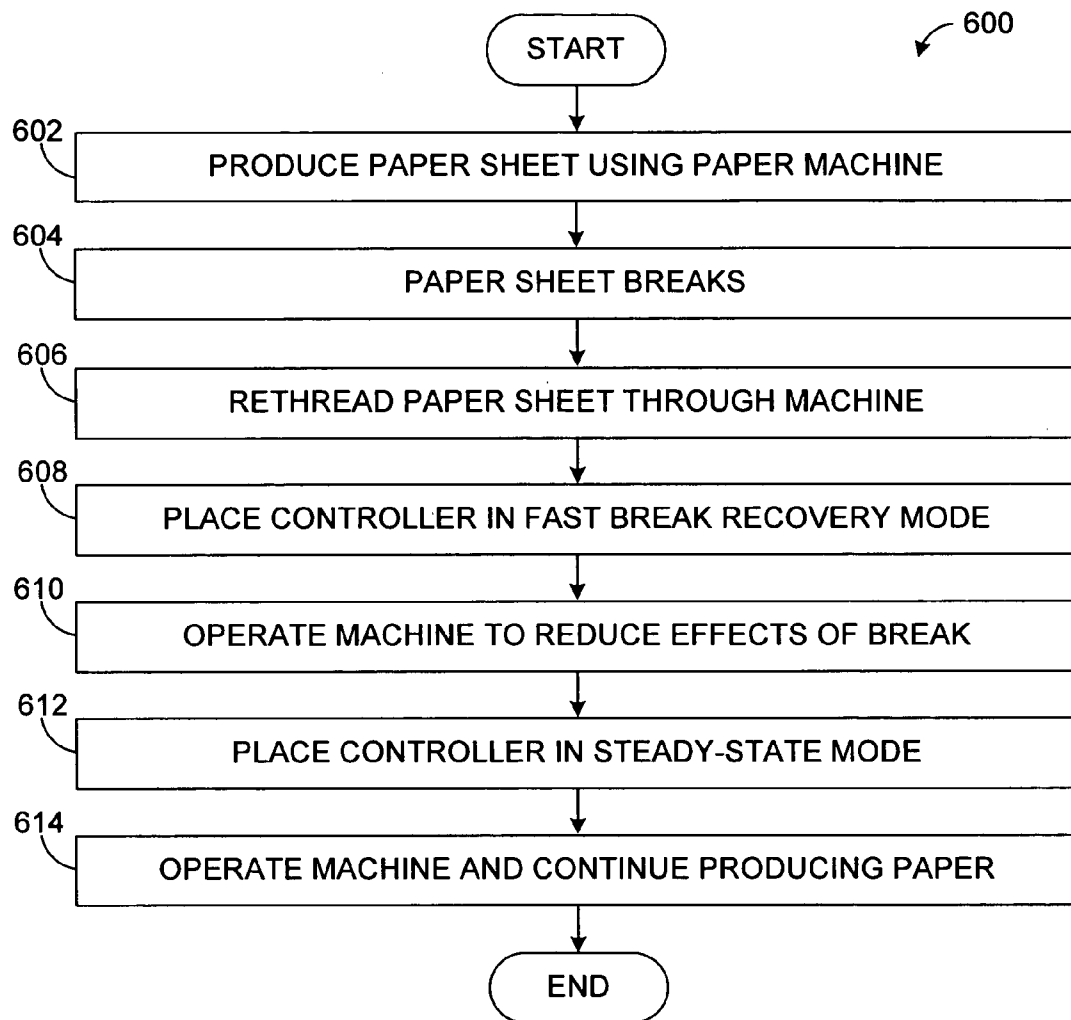 600
START
602
PRODUCE PAPER SHEET USING PAPER MACHINE
604
PAPER SHEET BREAKS
606
RETHREAD PAPER SHEET THROUGH MACHINE
608
PLACE CONTROLLER IN FAST BREAK RECOVERY MODE
610
OPERATE MACHINE TO REDUCE EFFECTS OF BREAK
612
PLACE CONTROLLER IN STEADY-STATE MODE
614
OPERATE MACHINE AND CONTINUE PRODUCING PAPER
END